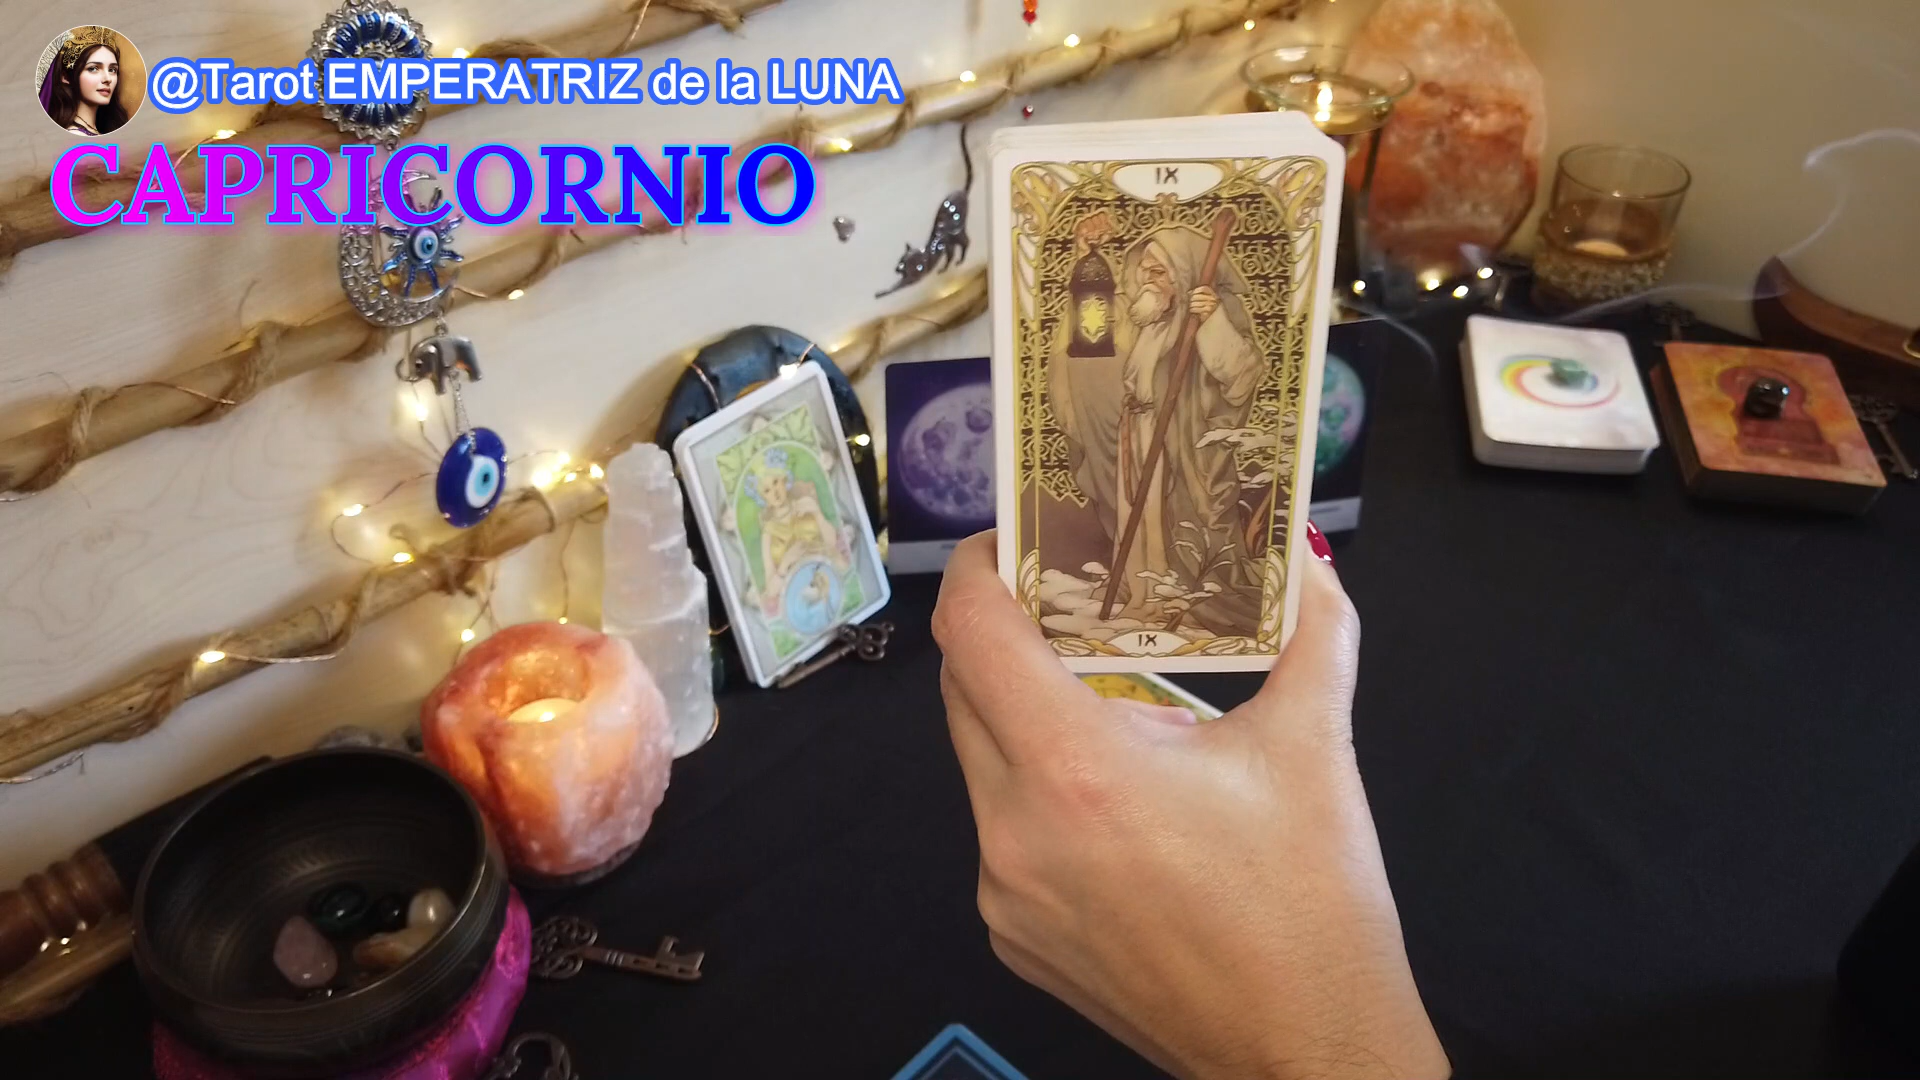 @Tarot EMPERATRIZ de la LUNA
CAPRICORNIO
IX
IX